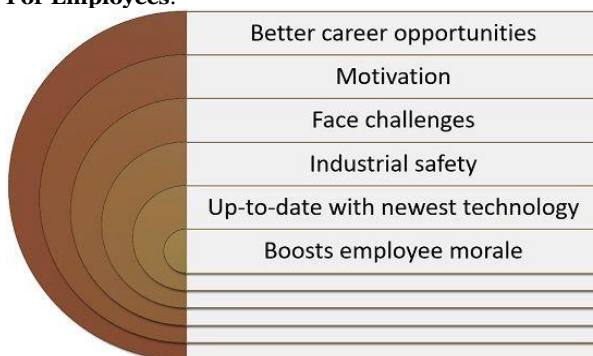 For Employees:
Better career opportunities
Motivation
Face challenges
Industrial safety
Up-to-date with newest technology
Boosts employee morale